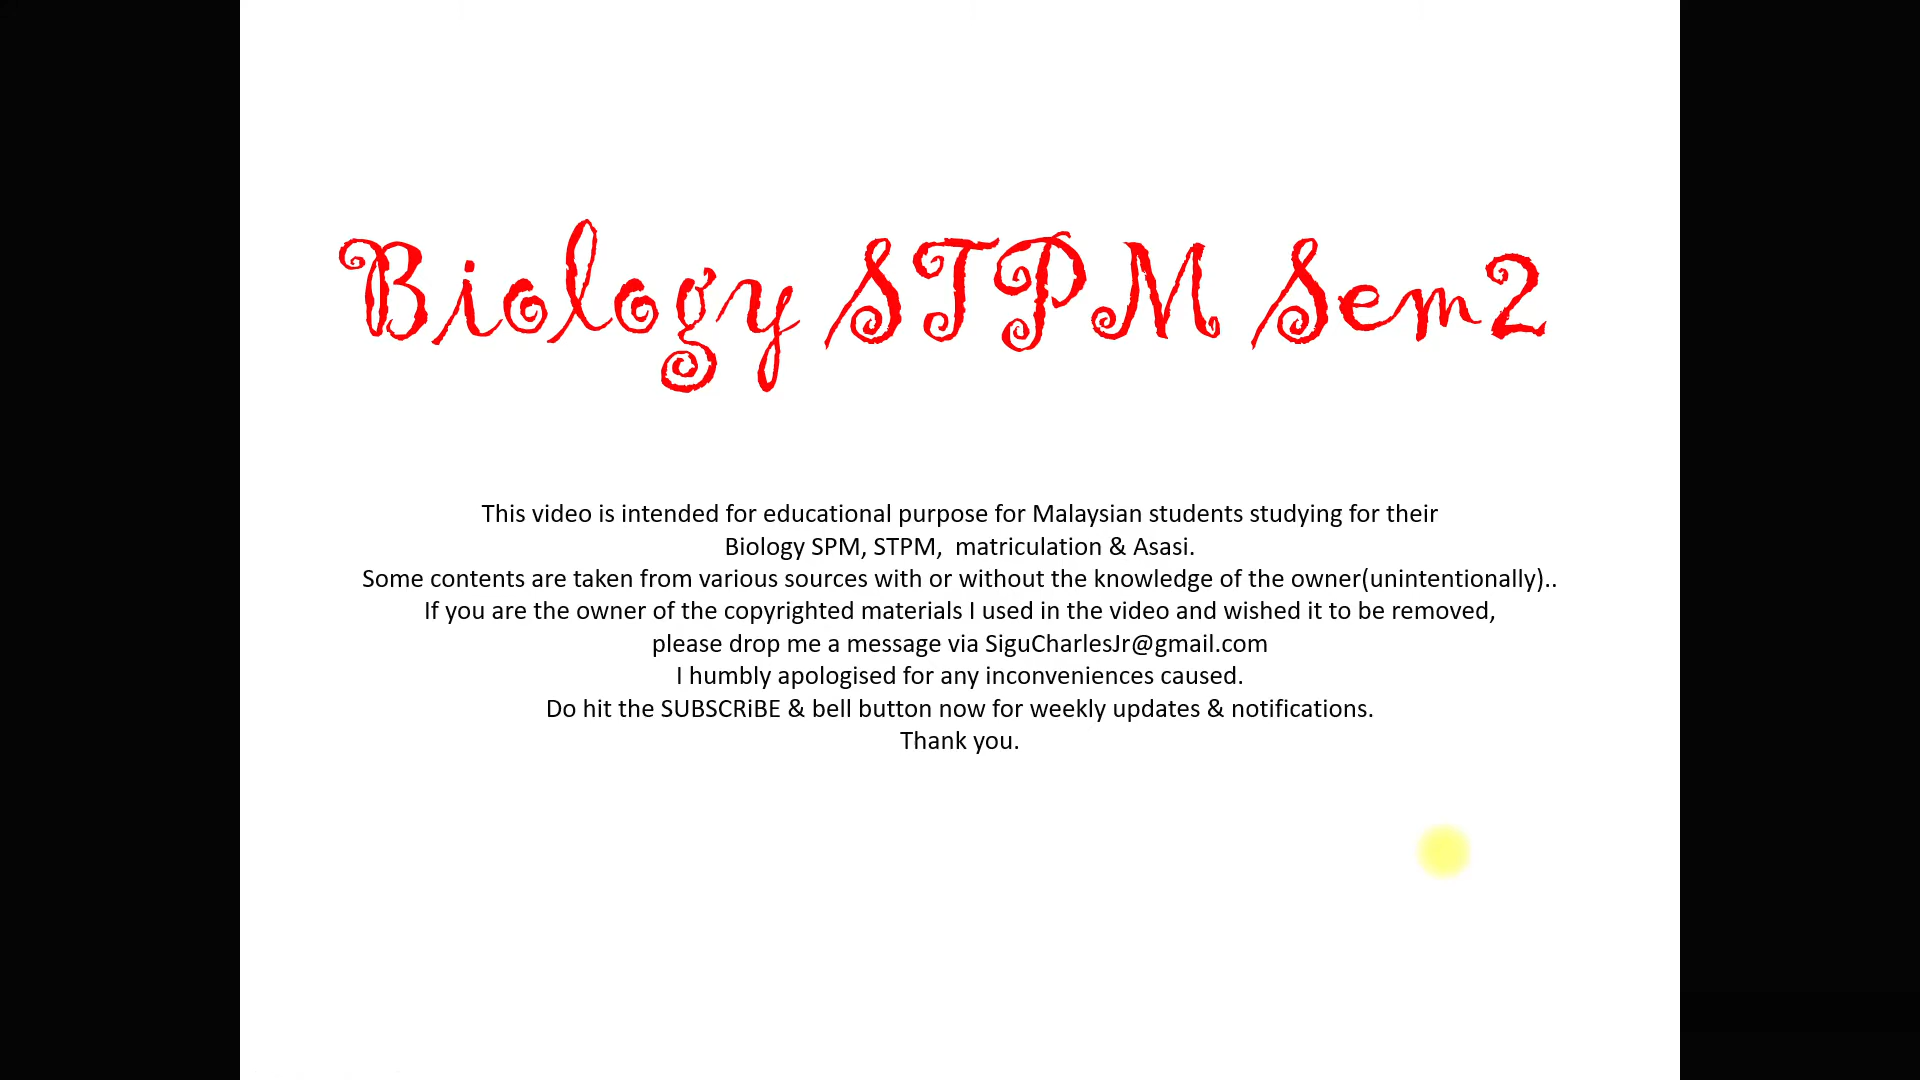 Biology STPM Sem2
This video is intended for educational purpose for Malaysian students studying for their
Biology SPM, STPM,  matriculation & Asasi.
Some contents are taken from various sources with or without the knowledge of the owner(unintentionally)..
If you are the owner of the copyrighted materials I used in the video and wished it to be removed,
please drop me a message via SiguCharlesJr@gmail.com
I humbly apologised for any inconveniences caused.
Do hit the SUBSCRiBE & bell button now for weekly updates & notifications.
Thank you.